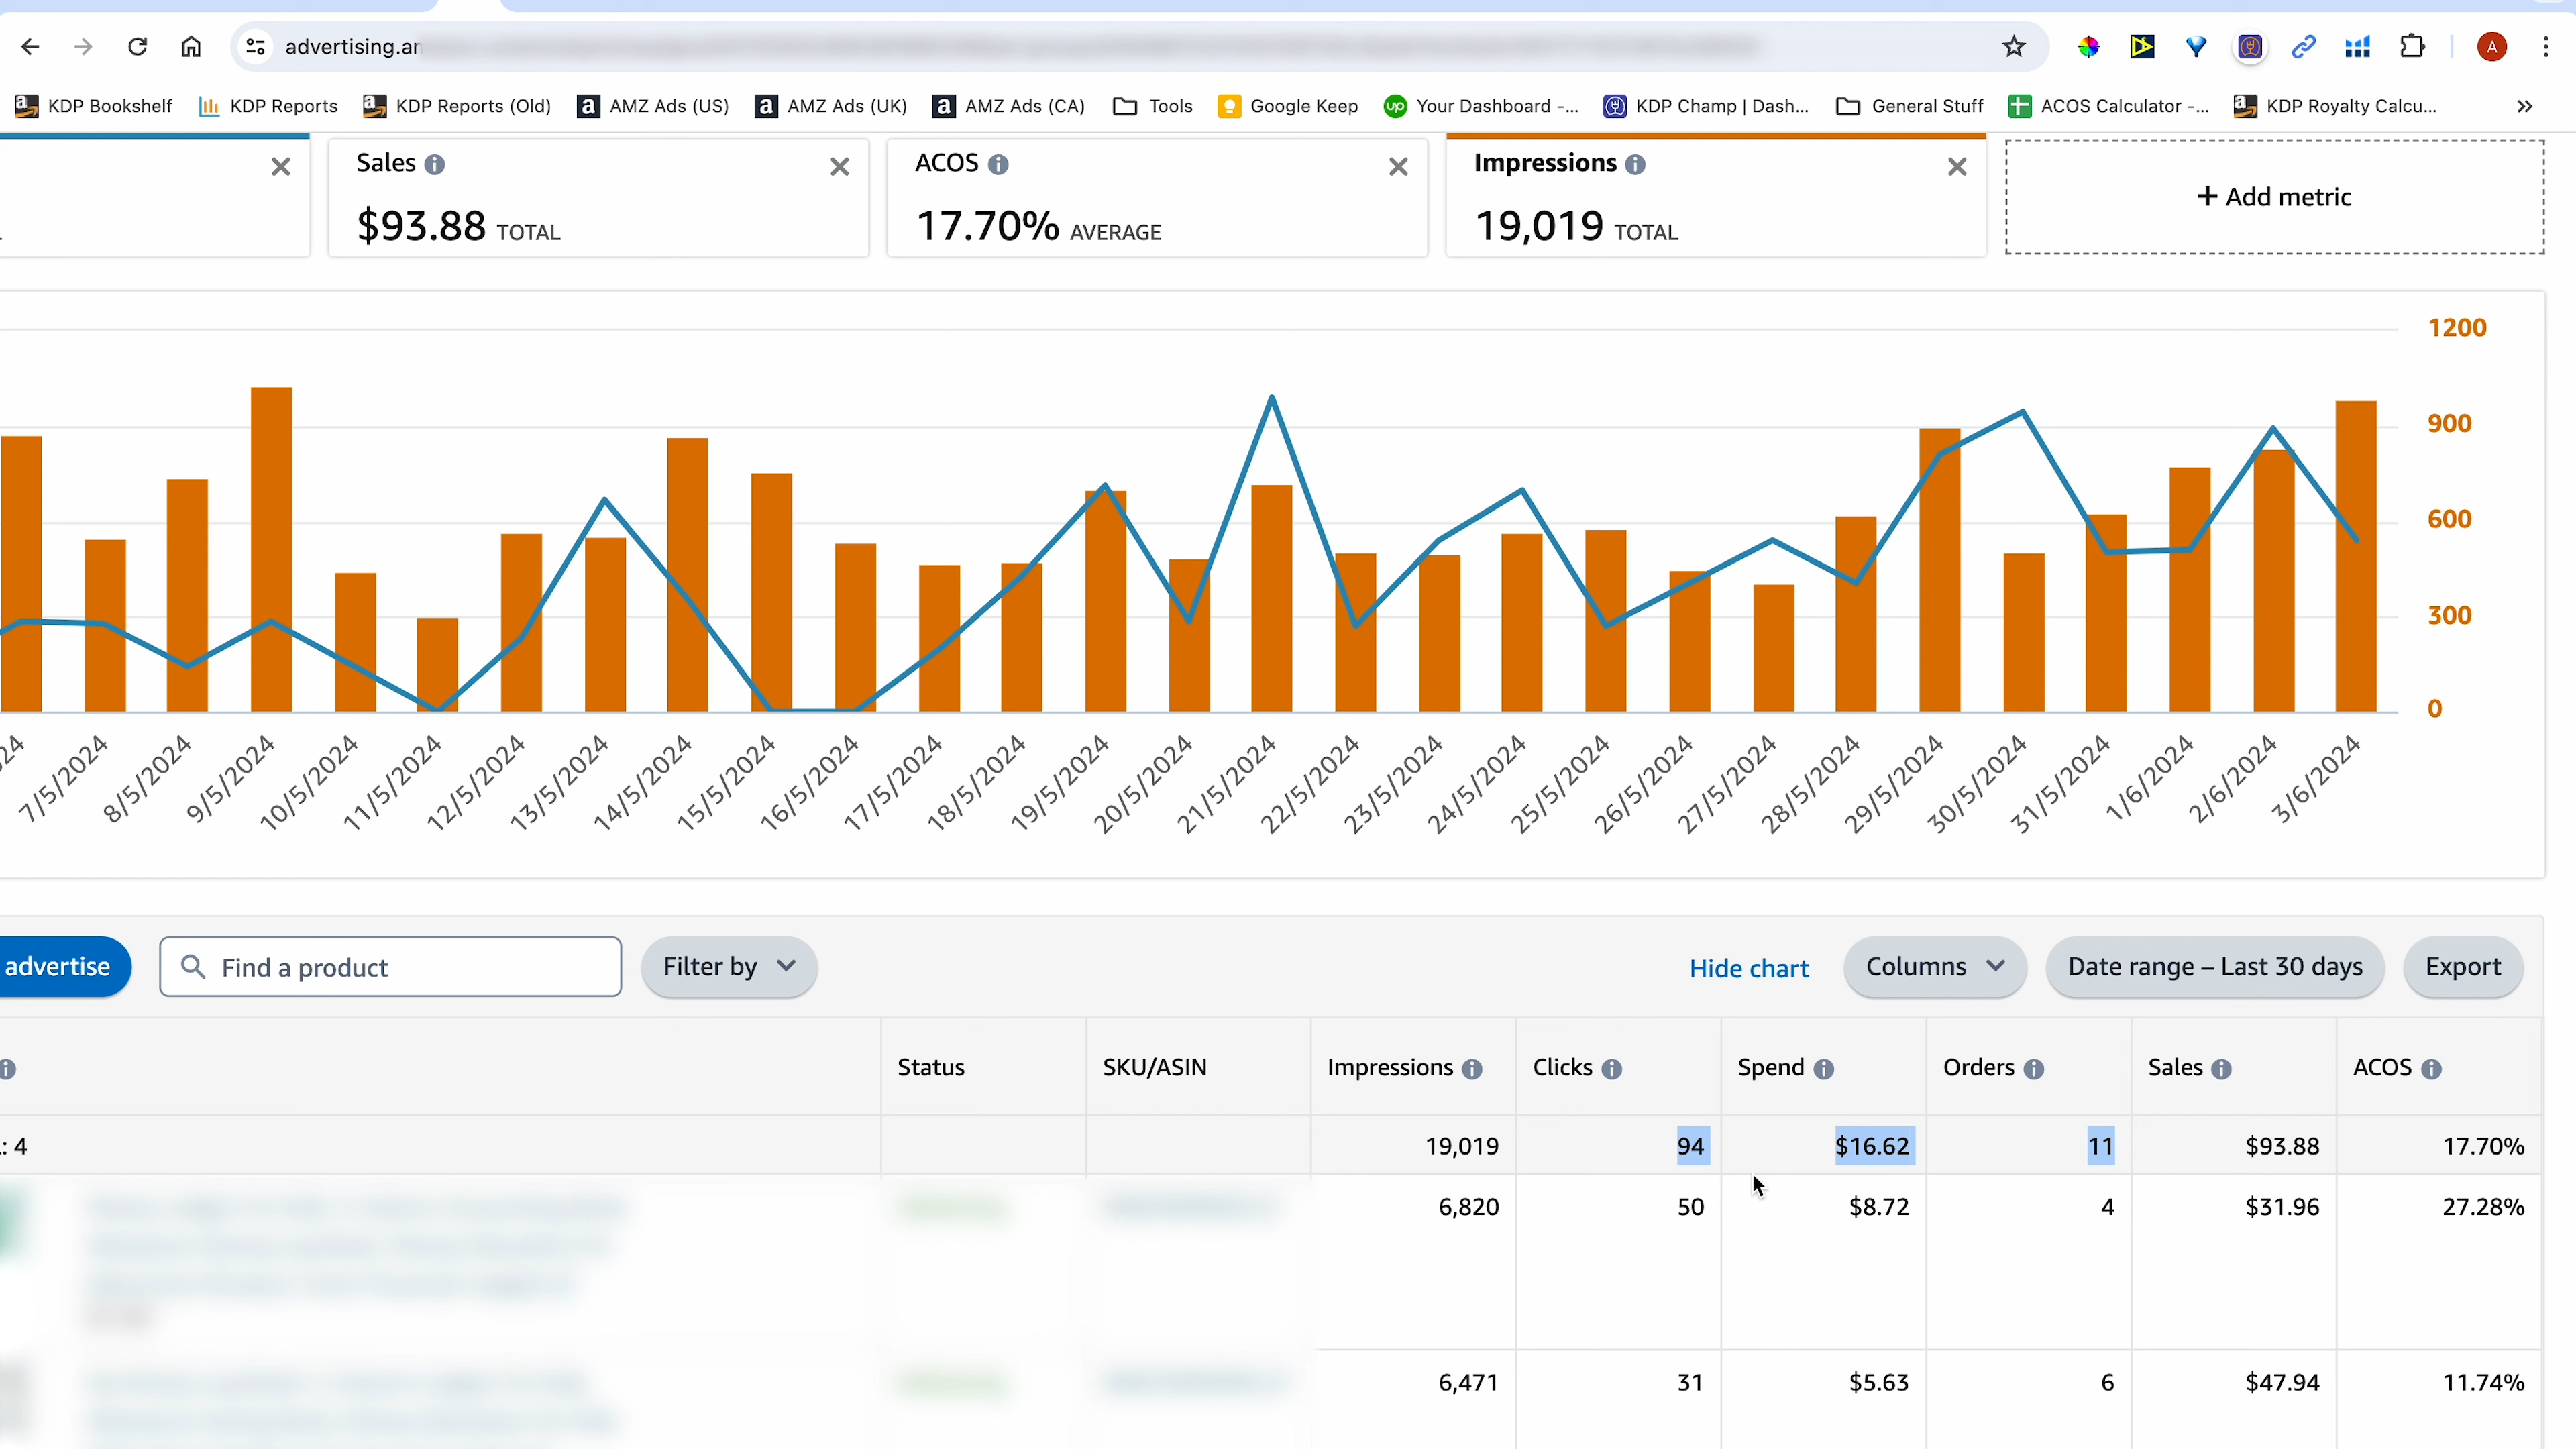 advertising.am
KDP Bookshelf KDP Reports KDP Reports (Old) AMZ Ads (US) AMZ Ads (UK) AMZ Ads (CA) Tools Google Keep Your Dashboard -... KDP Champ | Dash... General Stuff ACOS Calculator -... KDP Royalty Calcu... »
Sales ACOS Impressions
+ Add metric
$93.88 TOTAL 17.70% AVERAGE 19,019 TOTAL
1200
900
600
300
0
7/5/2024 8/5/2024 9/5/2024 10/5/2024 11/5/2024 12/5/2024 13/5/2024 14/5/2024 15/5/2024 16/5/2024 17/5/2024 18/5/2024 19/5/2024 20/5/2024 21/5/2024 22/5/2024 23/5/2024 24/5/2024 25/5/2024 26/5/2024 27/5/2024 28/5/2024 29/5/2024 30/5/2024 31/5/2024 1/6/2024 2/6/2024 3/6/2024
advertise Find a product Filter by Hide chart Columns Date range – Last 30 days Export
Status SKU/ASIN Impressions Clicks Spend Orders Sales ACOS
: 4 19,019 94 $16.62 11 $93.88 17.70%
6,820 50 $8.72 4 $31.96 27.28%
6,471 31 $5.63 6 $47.94 11.74%